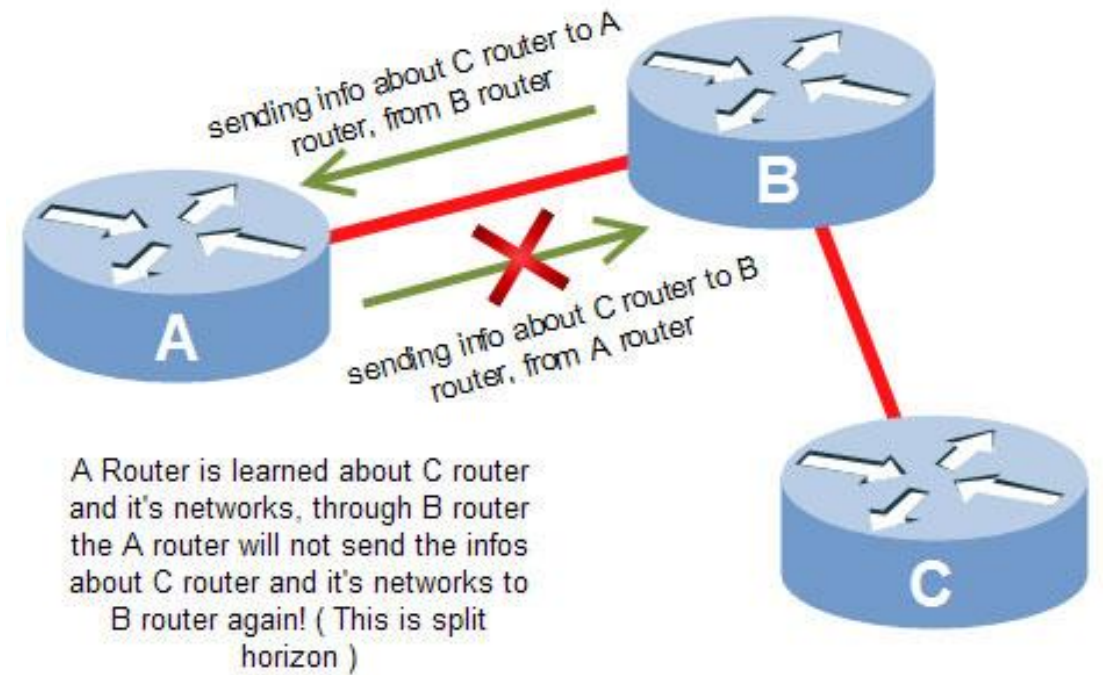 sending info about C router to A
router, from B router
B
A
sending info about C router to B
router, from A router
A Router is learned about C router
and it's networks, through B router
the A router will not send the infos
about C router and it's networks to
B router again! ( This is split
horizon )
C